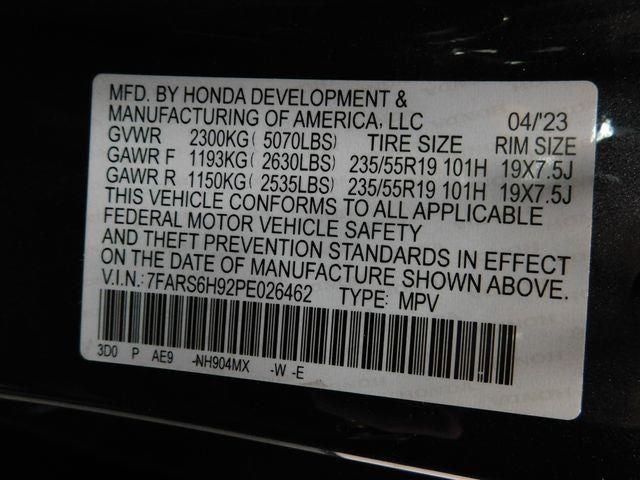 MFD. BY HONDA DEVELOPMENT &
MANUFACTURING OF AMERICA, LLC 04/'23
GVWR 2300KG( 5070LBS) TIRE SIZE RIM SIZE
GAWR F 1193KG( 2630LBS) 235/55R19 101H 19X7.5J
GAWR R 1150KG( 2535LBS) 235/55R19 101H 19X7.5J
THIS VEHICLE CONFORMS TO ALL APPLICABLE
FEDERAL MOTOR VEHICLE SAFETY
AND THEFT PREVENTION STANDARDS IN EFFECT
ON THE DATE OF MANUFACTURE SHOWN ABOVE.
V.I.N.:7FARS6H92PE026462 TYPE: MPV
3D0 P AE9 -NH904MX -W -E